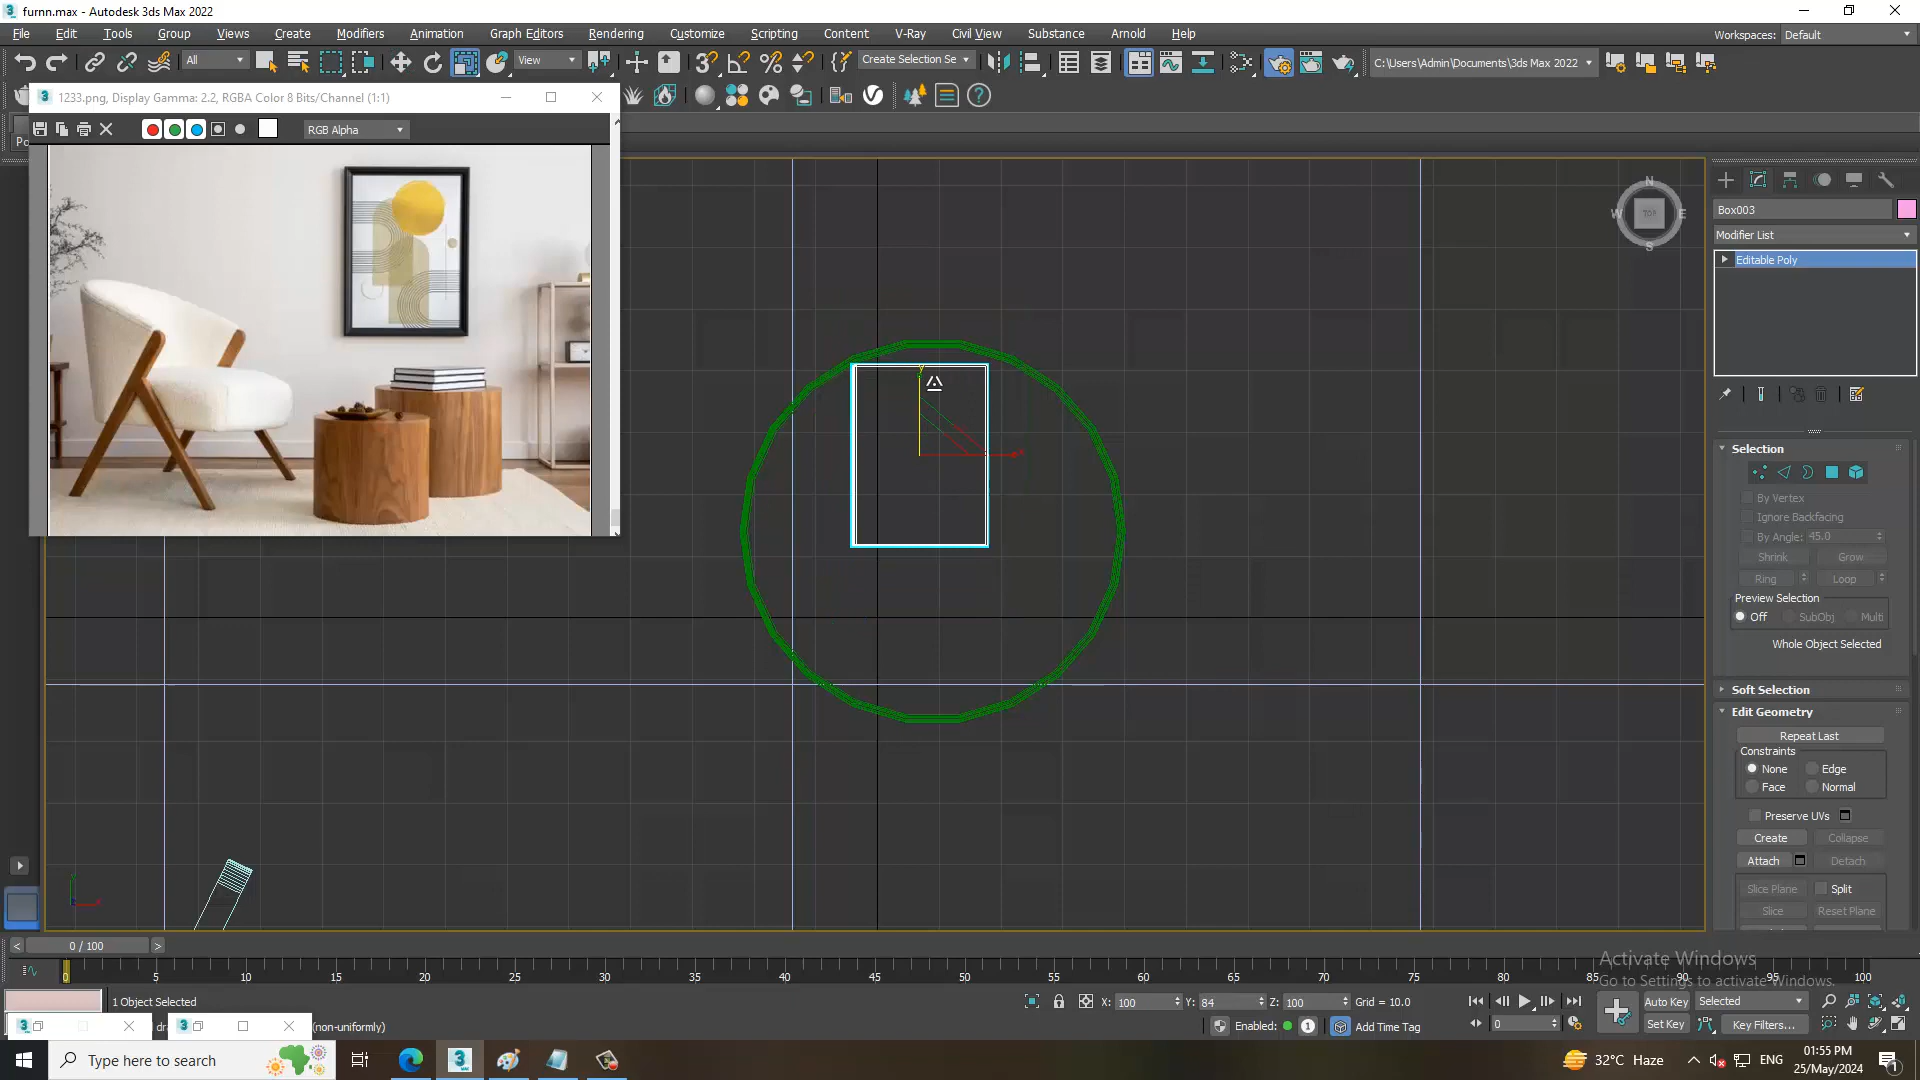 furnn.max - Autodesk 3ds Max 2022
File Edit Tools Group Views Create Modifiers Animation Graph Editors Rendering Customize Scripting Content V-Ray Civil View Substance Arnold Help
Workspaces: Default
All View Create Selection Se C:\Users\Admin\Documents\3ds Max 2022
1233.png, Display Gamma: 2.2, RGBA Color 8 Bits/Channel (1:1)
RGB Alpha
Po
N
W TOP E
S
y
x
Box003
Modifier List
Editable Poly
Selection
By Vertex
Ignore Backfacing
By Angle: 45.0
Shrink Grow
Ring Loop
Preview Selection
Off SubObj Multi
Whole Object Selected
Soft Selection
Edit Geometry
Repeat Last
Constraints
None Edge
Face Normal
Preserve UVs
Create Collapse
Attach Detach
Slice Plane Split
Slice Reset Plane
0 / 100
0 5 10 15 20 25 30 35 40 45 50 55 60 65 70 75 80 85 90 95 100
Activate Windows
Go to Settings to activate Windows.
1 Object Selected
X: 100 Y: 84 Z: 100 Grid = 10.0
Auto Key Selected
(non-uniformly)
Enabled: 1 Add Time Tag
0
Set Key Key Filters...
Type here to search
32°C Haze
ENG
01:55 PM
25/May/2024
1